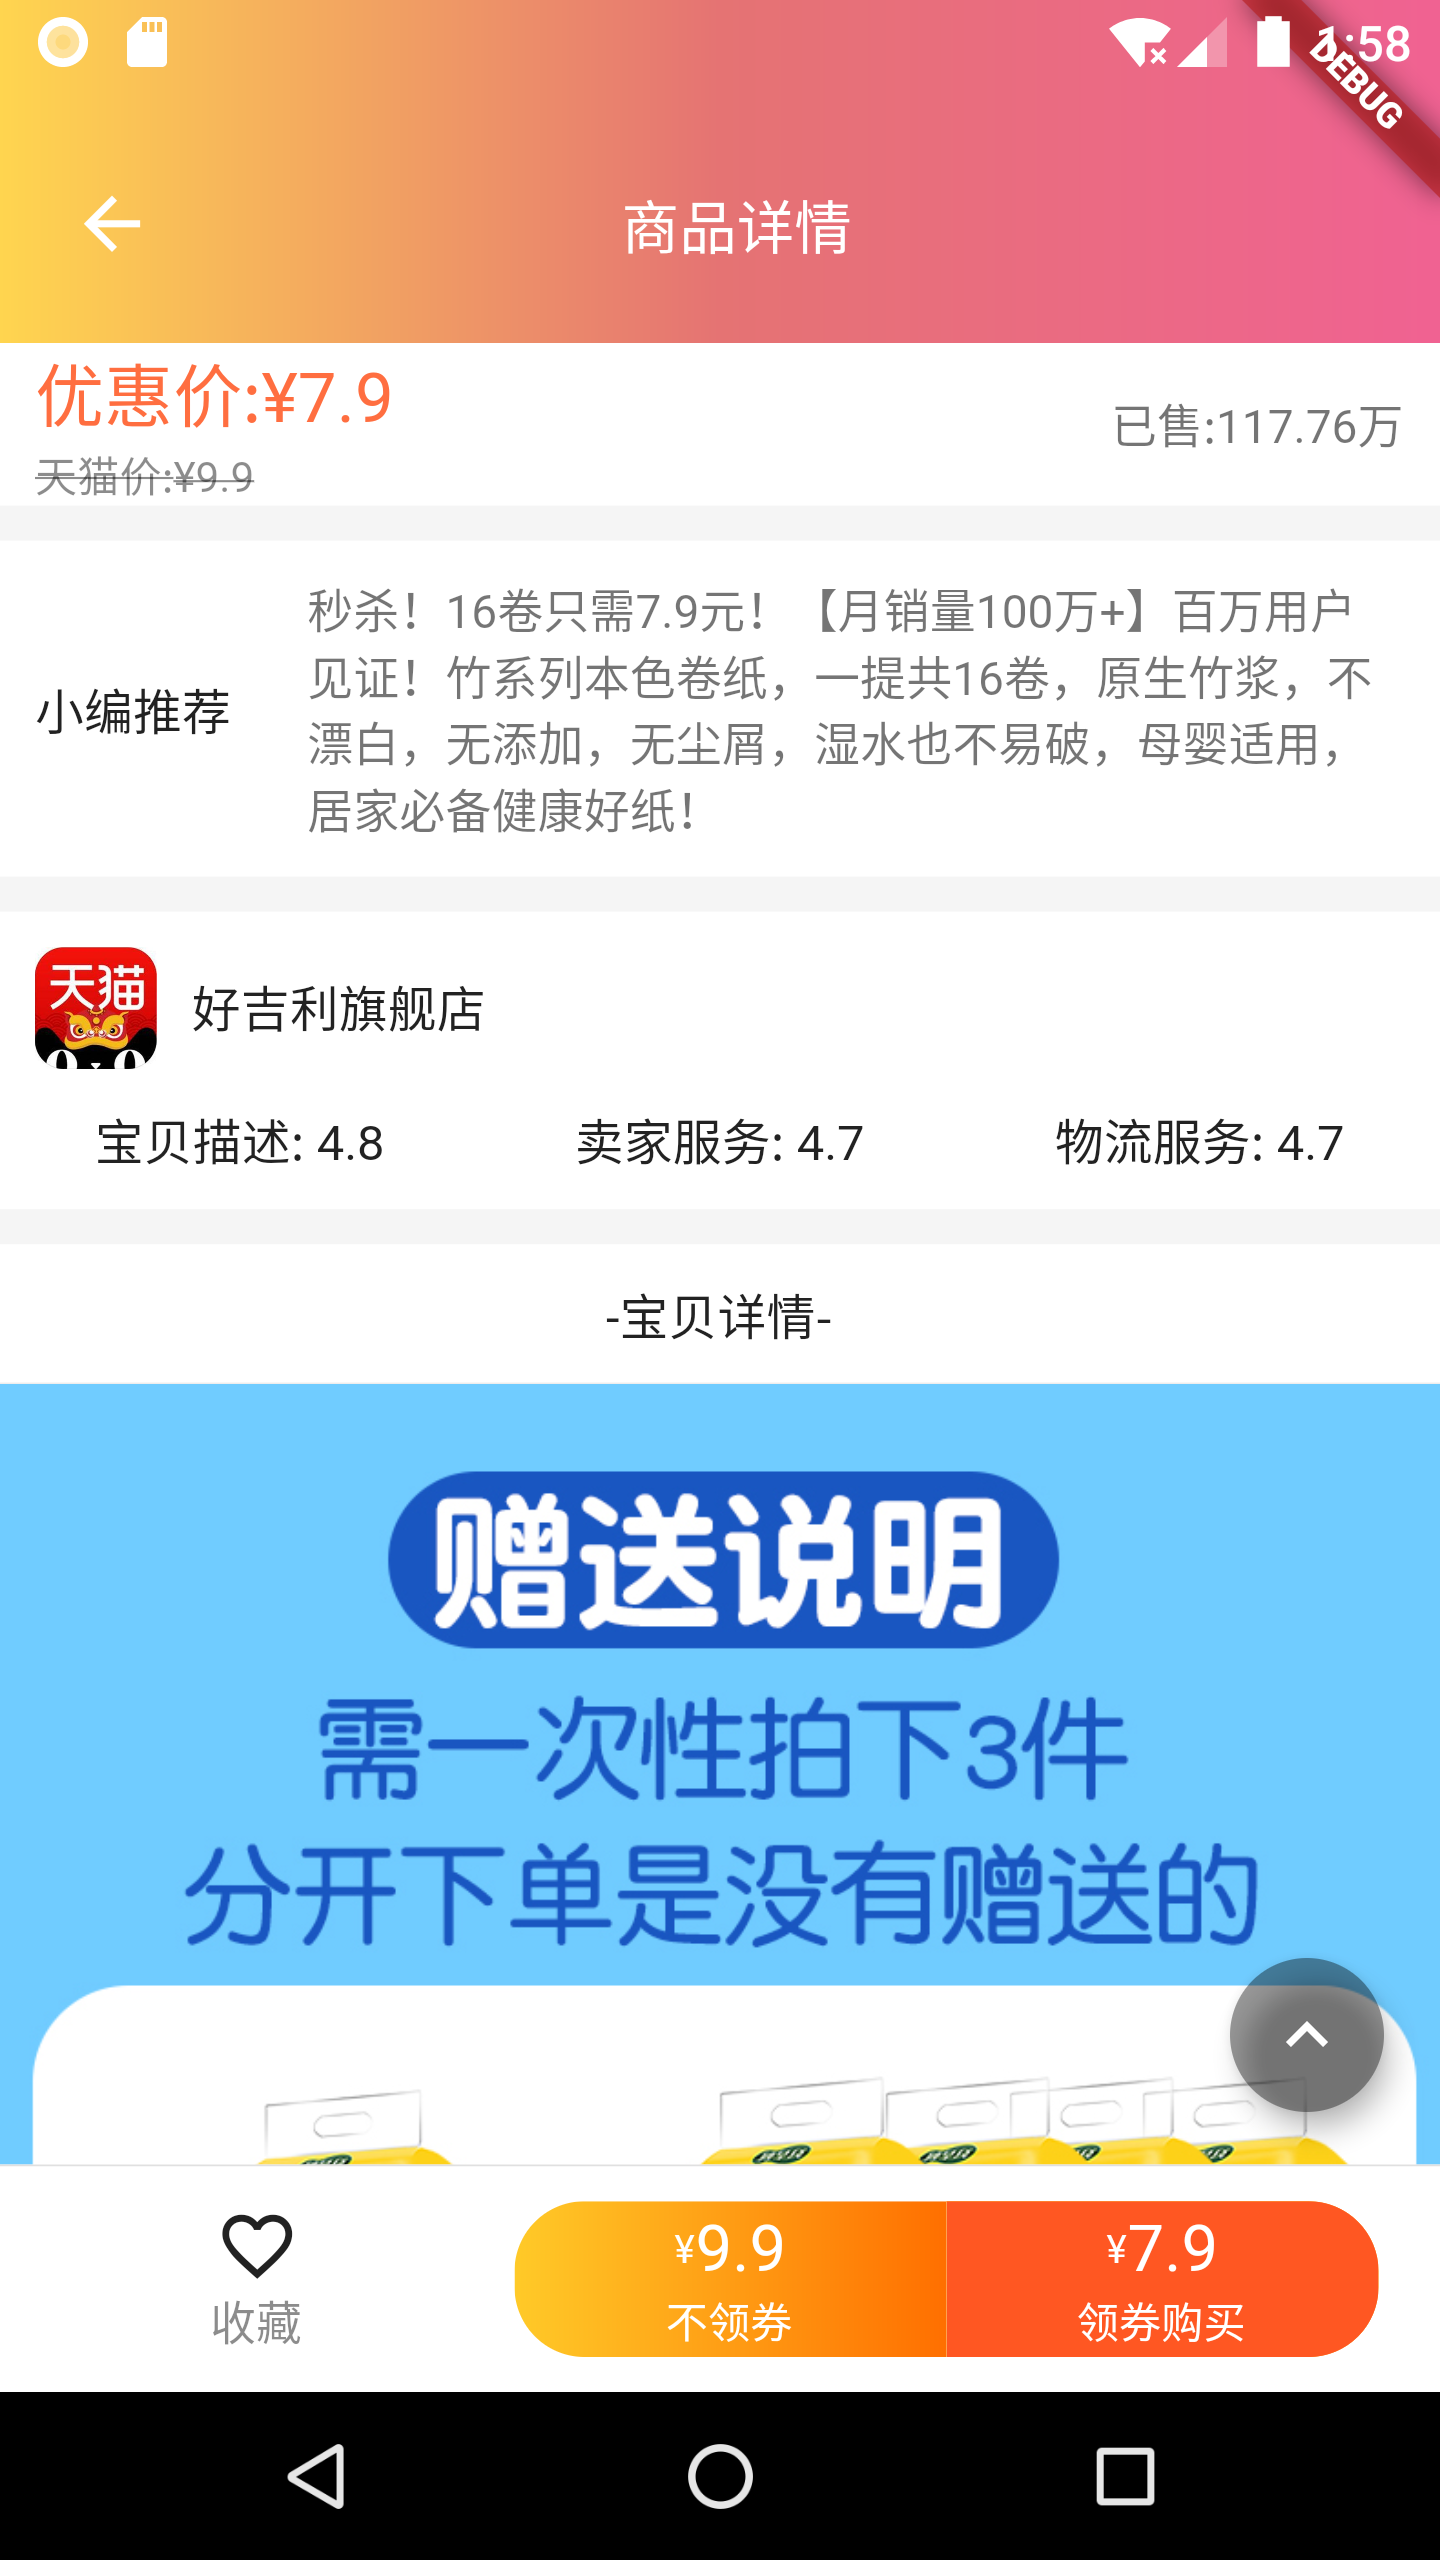 1:58
DEBUG
商品详情
优惠价:¥7.9
天猫价:¥9.9
已售:117.76万
小编推荐
秒杀！16卷只需7.9元！【月销量100万+】百万用户
见证！竹系列本色卷纸，一提共16卷，原生竹浆，不
漂白，无添加，无尘屑，湿水也不易破，母婴适用，
居家必备健康好纸！
天猫
好吉利旗舰店
宝贝描述: 4.8
卖家服务: 4.7
物流服务: 4.7
-宝贝详情-
赠送说明
需一次性拍下3件
分开下单是没有赠送的
收藏
¥9.9
不领券
¥7.9
领券购买